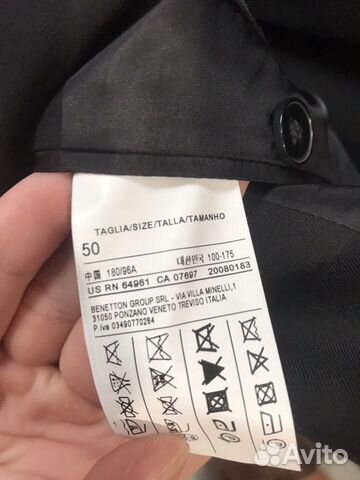 TAGLIA/SIZE/TALLA/TAMANHO
50
中国 180/96A 대한민국 100-175
US RN 64961 CA 07697 20080183
BENETTON GROUP SRL - VIA VILLA MINELLI,1
31050 PONZANO VENETO TREVISO ITALIA
P.iva 03490770264
Avito